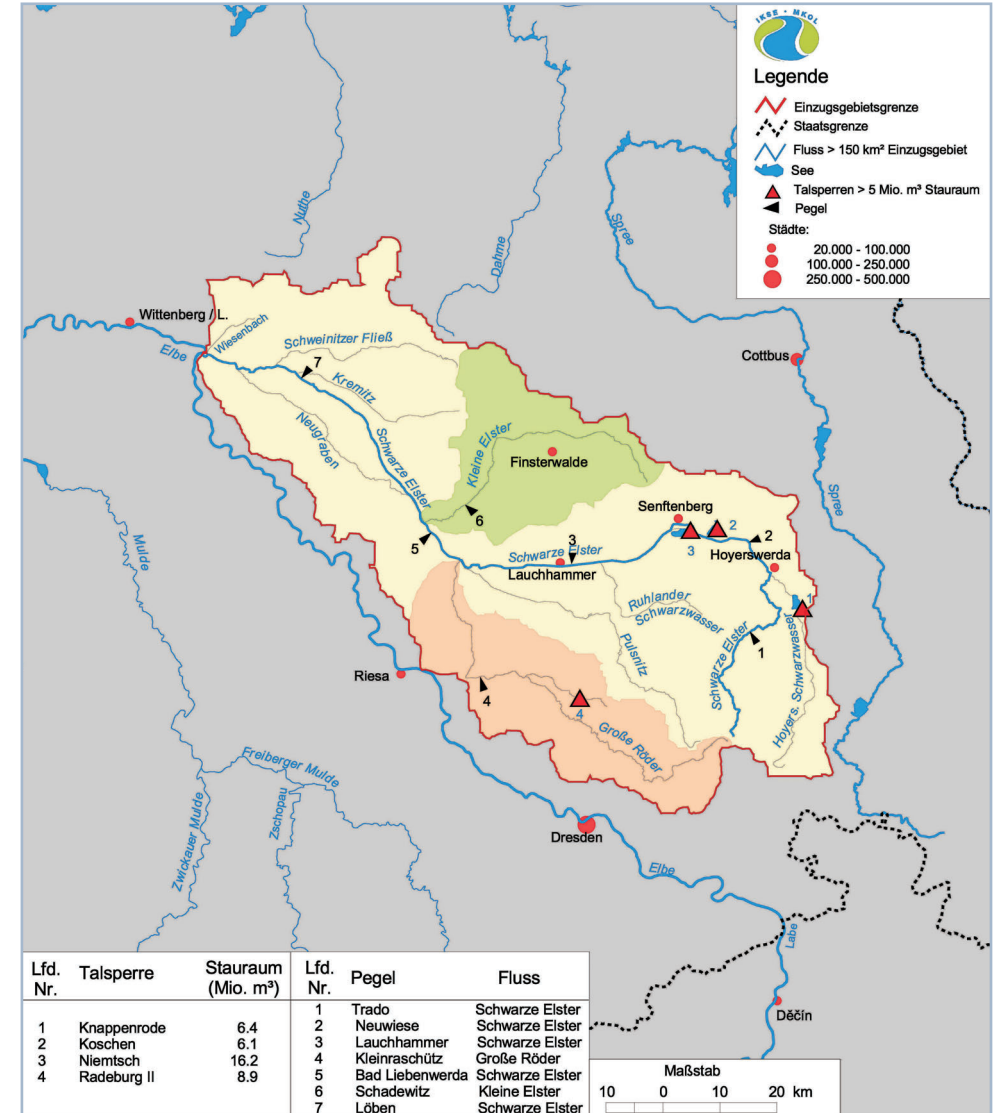 IKSE • MKOL
Legende
Einzugsgebietsgrenze
Staatsgrenze
Fluss > 150 km² Einzugsgebiet
See
Talsperren > 5 Mio. m³ Stauraum
Pegel
Städte:
20.000 - 100.000
100.000 - 250.000
250.000 - 500.000
Nuthe
Dahme
Spree
Wittenberg / L.
Elbe
Wiesenbach
Schweinitzer Fließ
7
Kremitz
Neugraben
Schwarze Elster
Kleine Elster
Finsterwalde
6
5
Cottbus
Spree
Senftenberg
3
2
2
Hoyerswerda
Schwarze Elster
3
Lauchhammer
Ruhlander
Schwarzwasser
Pulsnitz
Schwarze Elster
1
1
Hoyers. Schwarzwasser
Mulde
Riesa
4
4
Große Röder
Freiberger Mulde
Zwickauer Mulde
Zschopau
Dresden
Elbe
Labe
Děčín
Lfd. Nr. Talsperre Stauraum (Mio. m³)
1 Knappenrode 6.4
2 Koschen 6.1
3 Niemtsch 16.2
4 Radeburg II 8.9
Lfd. Nr. Pegel Fluss
1 Trado Schwarze Elster
2 Neuwiese Schwarze Elster
3 Lauchhammer Schwarze Elster
4 Kleinraschütz Große Röder
5 Bad Liebenwerda Schwarze Elster
6 Schadewitz Kleine Elster
7 Löben Schwarze Elster
Maßstab
10 0 10 20 km